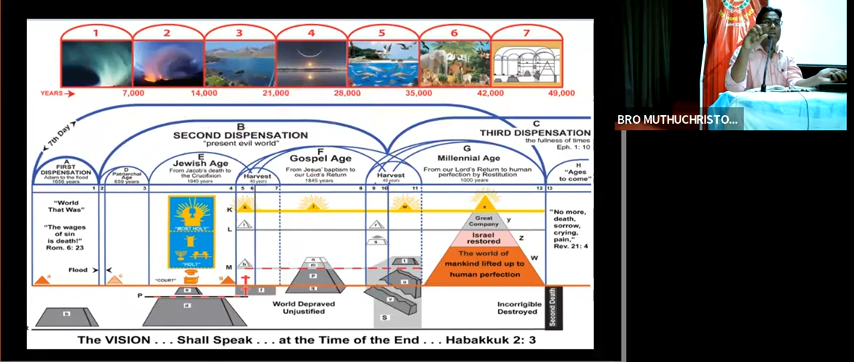 1 2 3 4 5 6 7
YEARS 7,000 14,000 21,000 28,000 35,000 42,000 49,000
7th Day
A
FIRST
DISPENSATION
Adam to the flood
B
SECOND DISPENSATION
"present evil world"
C
THIRD DISPENSATION
the fullness of times
Eph. 1: 10
D
Patriarchal
Age
E
Jewish Age
From Jacob's death to
the Crucifixion
Harvest
F
Gospel Age
From Jesus' baptism to
our Lord's Return
1845 years
Harvest
G
Millennial Age
From our Lord's Return to human
perfection by Restitution
1000 years
H
"Ages
to come"
1 2 3 4 5 6 7 8 9 10 11 12 13
"World
That Was"
"The wages
of sin
is death!"
Rom. 6: 23
Flood
"MOST HOLY"
"HOLY"
"COURT"
K
L
M
P
World Depraved
Unjustified
S
Great
Company
y
Israel
restored
Z
The world of
mankind lifted up to
human perfection
W
Incorrigible
Destroyed
"No more,
death,
sorrow,
crying,
pain,"
Rev. 21: 4
Second Death
The VISION . . . Shall Speak . . . at the Time of the End . . . Habakkuk 2: 3
BRO MUTHUCHRISTO...